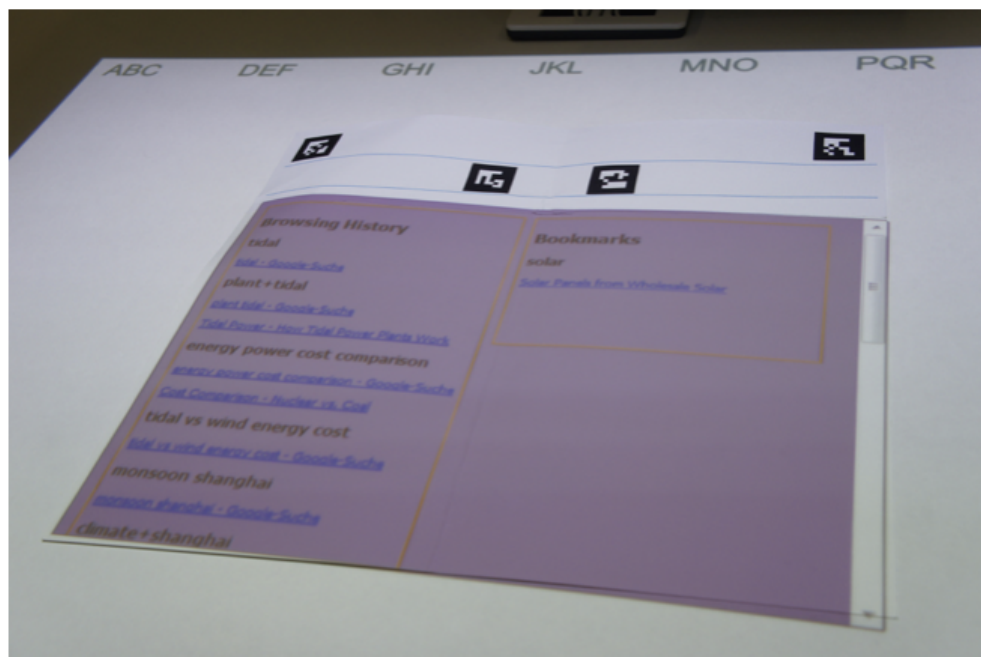 ABC DEF GHI JKL MNO PQR
Browsing History
tidal
tidal - Google-Suche
plant+tidal
plant tidal - Google-Suche
Tidal Power - How Tidal Power Plants Work
energy power cost comparison
energy power cost comparison - Google-Suche
Cost Comparison - Nuclear vs. Coal
tidal vs wind energy cost
tidal vs wind energy cost - Google-Suche
monsoon shanghai
monsoon shanghai - Google-Suche
climate+shanghai
Bookmarks
solar
Solar Panels from Wholesale Solar